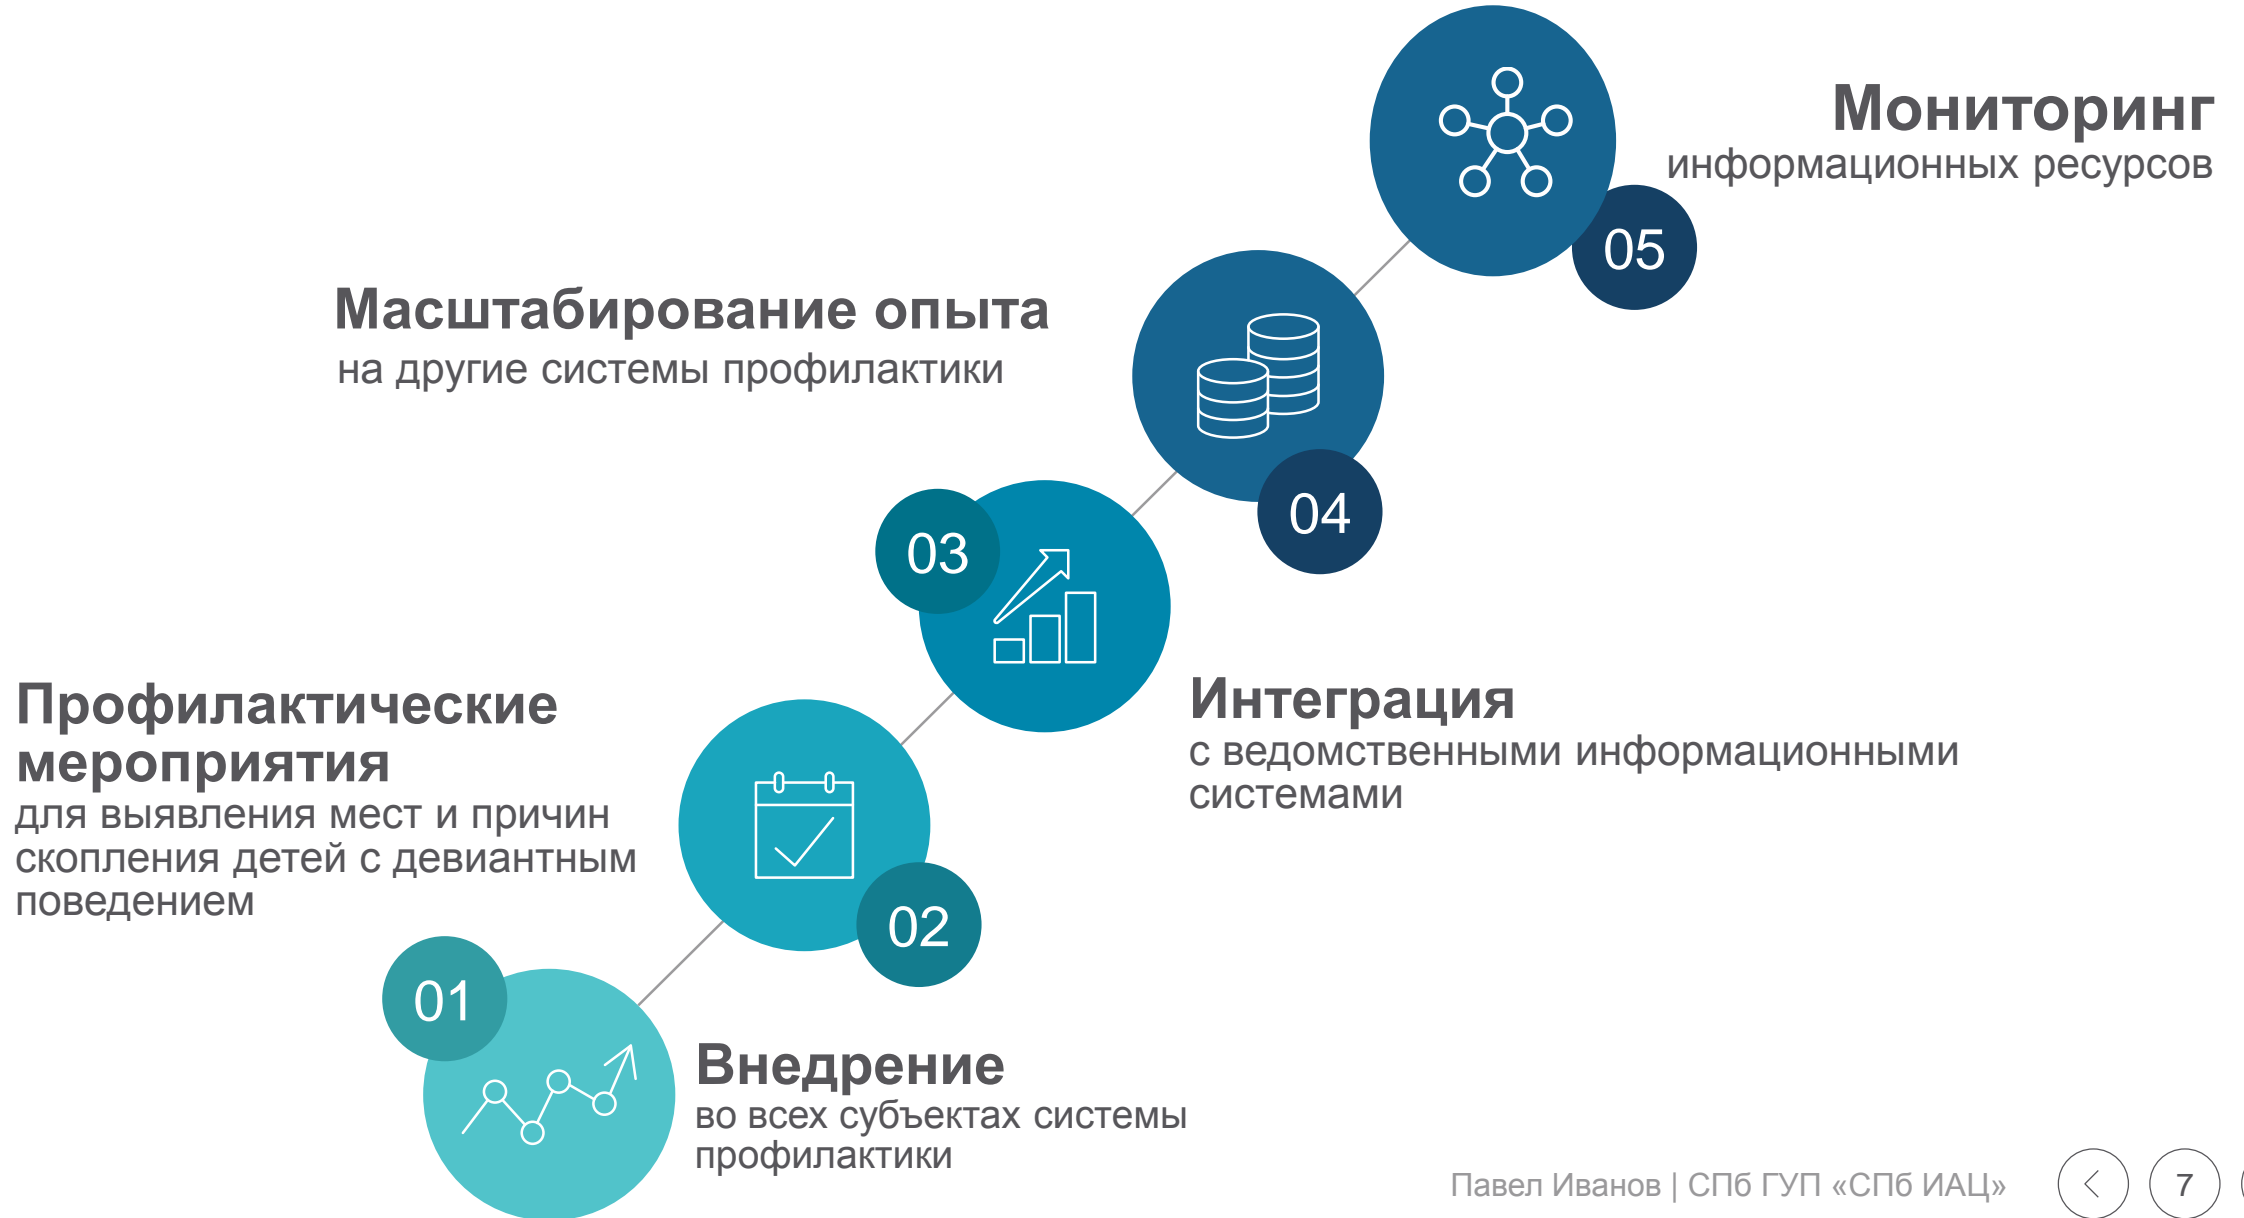 Мониторинг
информационных ресурсов
05
Масштабирование опыта
на другие системы профилактики
04
03
Интеграция
с ведомственными информационными
системами
Профилактические
мероприятия
для выявления мест и причин
скопления детей с девиантным
поведением
02
01
Внедрение
во всех субъектах системы
профилактики
Павел Иванов | СПб ГУП «СПб ИАЦ»
7